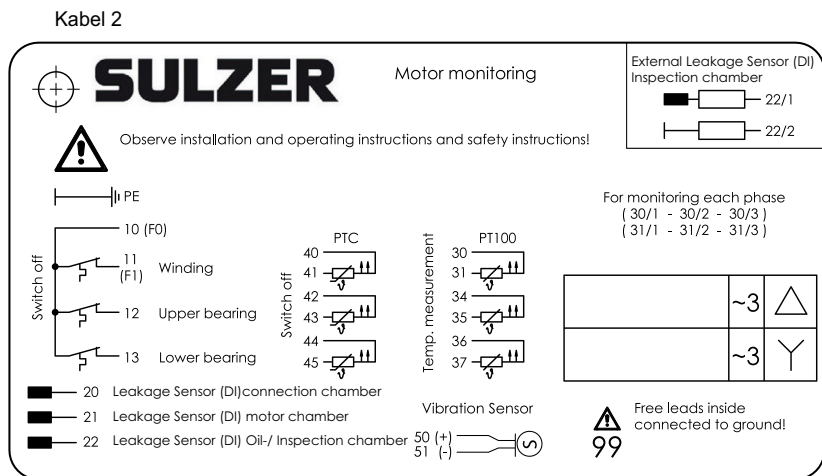 Kabel 2
SULZER
Motor monitoring
External Leakage Sensor (DI)
Inspection chamber
22/1
22/2
Observe installation and operating instructions and safety instructions!
PE
For monitoring each phase
( 30/1 - 30/2 - 30/3 )
( 31/1 - 31/2 - 31/3 )
Switch off
10 (F0)
11
(F1)
Winding
12 Upper bearing
13 Lower bearing
Switch off
PTC
40
41
42
43
44
45
Temp. measurement
PT100
30
31
34
35
36
37
~3
~3
20 Leakage Sensor (DI)connection chamber
21 Leakage Sensor (DI) motor chamber
22 Leakage Sensor (DI) Oil-/ Inspection chamber
Vibration Sensor
50 (+)
51 (-)
S
Free leads inside
connected to ground!
99